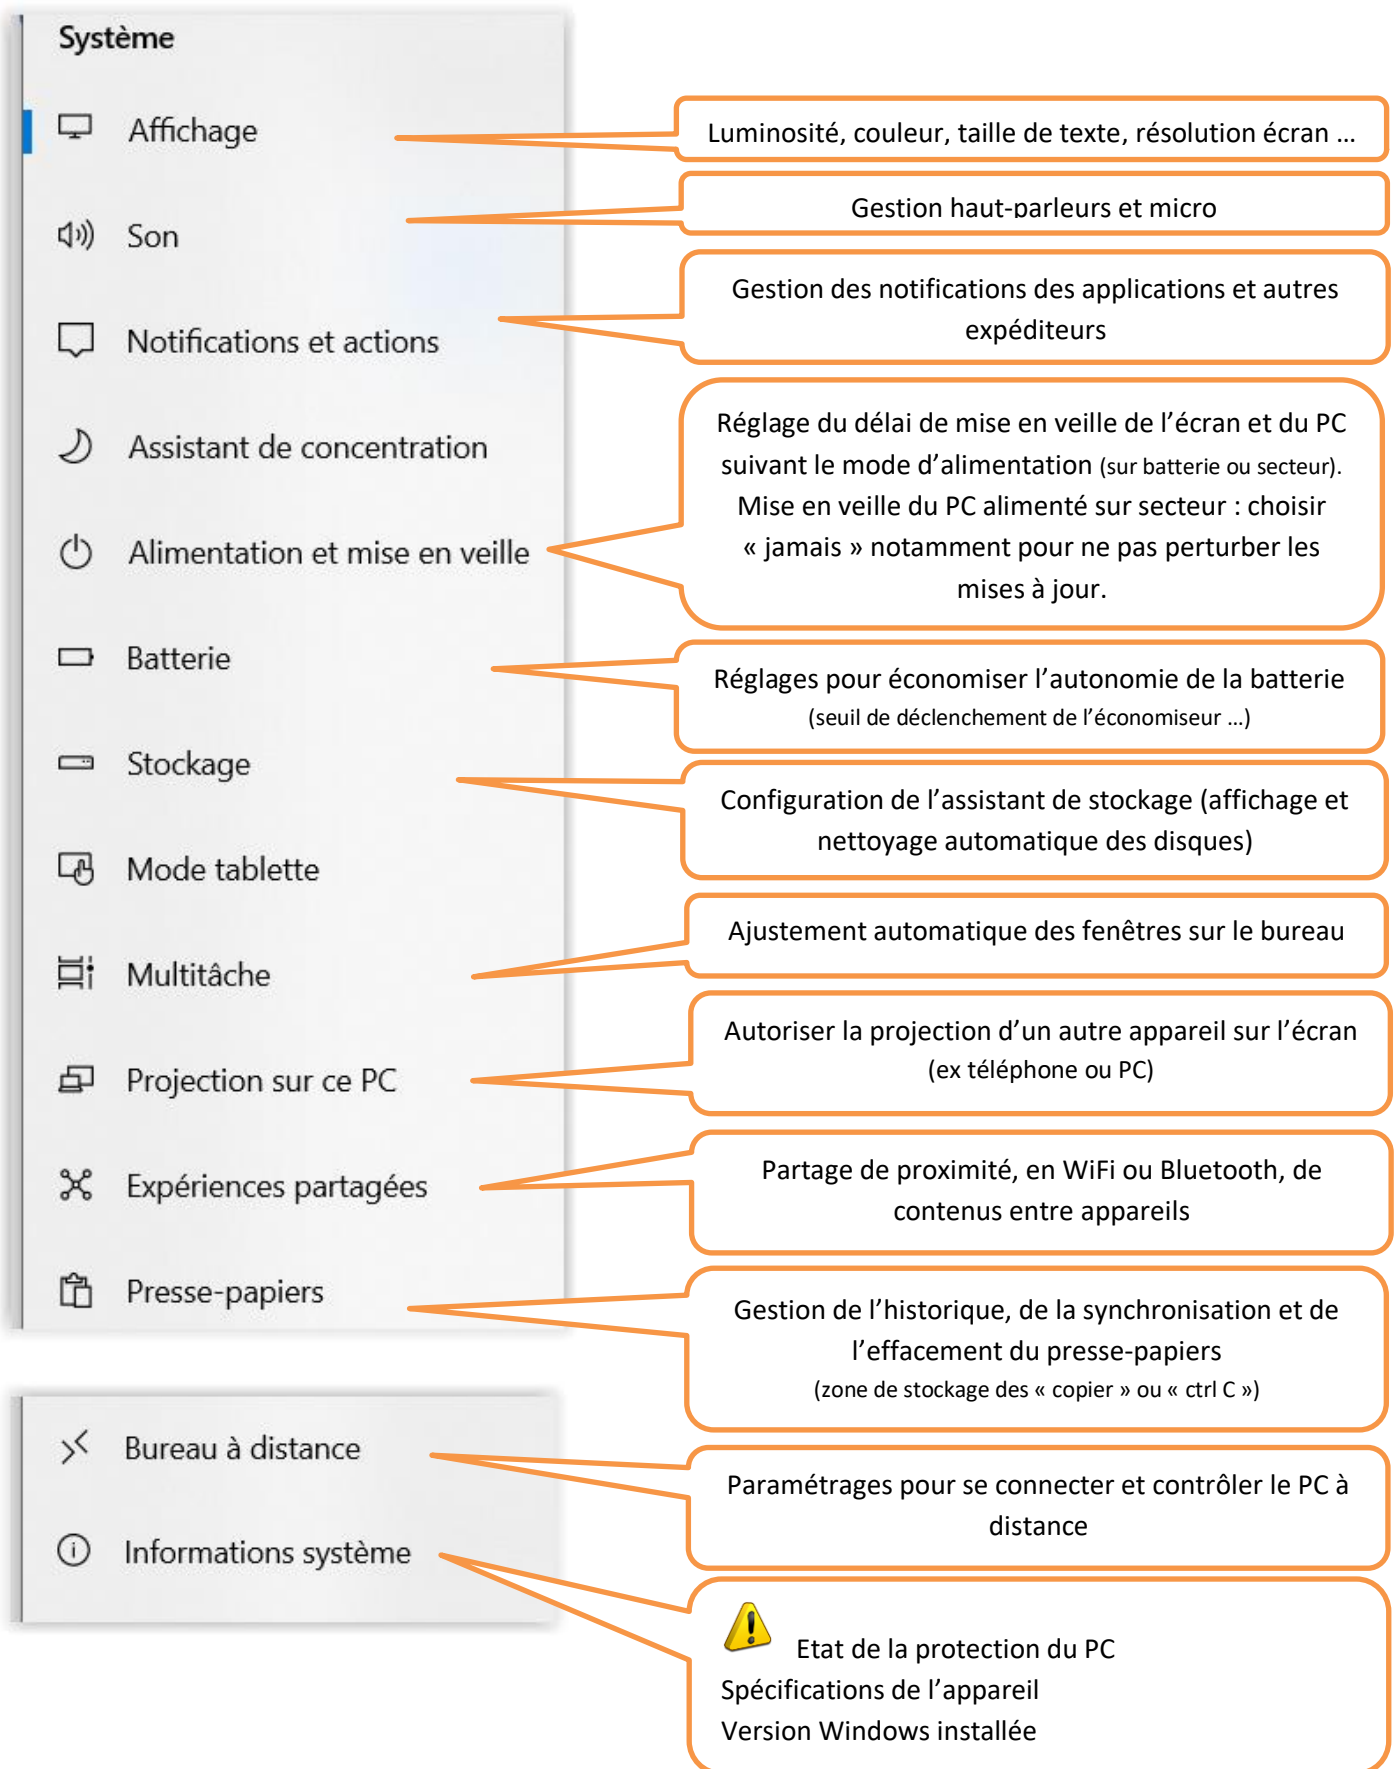 Système
Affichage
Luminosité, couleur, taille de texte, résolution écran ...
Son
Gestion haut-parleurs et micro
Notifications et actions
Gestion des notifications des applications et autres
expéditeurs
Assistant de concentration
Alimentation et mise en veille
Réglage du délai de mise en veille de l’écran et du PC
suivant le mode d’alimentation (sur batterie ou secteur).
Mise en veille du PC alimenté sur secteur : choisir
« jamais » notamment pour ne pas perturber les
mises à jour.
Batterie
Réglages pour économiser l’autonomie de la batterie
(seuil de déclenchement de l’économiseur ...)
Stockage
Configuration de l’assistant de stockage (affichage et
nettoyage automatique des disques)
Mode tablette
Multitâche
Ajustement automatique des fenêtres sur le bureau
Projection sur ce PC
Autoriser la projection d’un autre appareil sur l’écran
(ex téléphone ou PC)
Expériences partagées
Partage de proximité, en WiFi ou Bluetooth, de
contenus entre appareils
Presse-papiers
Gestion de l’historique, de la synchronisation et de
l’effacement du presse-papiers
(zone de stockage des « copier » ou « ctrl C »)
Bureau à distance
Paramétrages pour se connecter et contrôler le PC à
distance
Informations système
Etat de la protection du PC
Spécifications de l’appareil
Version Windows installée